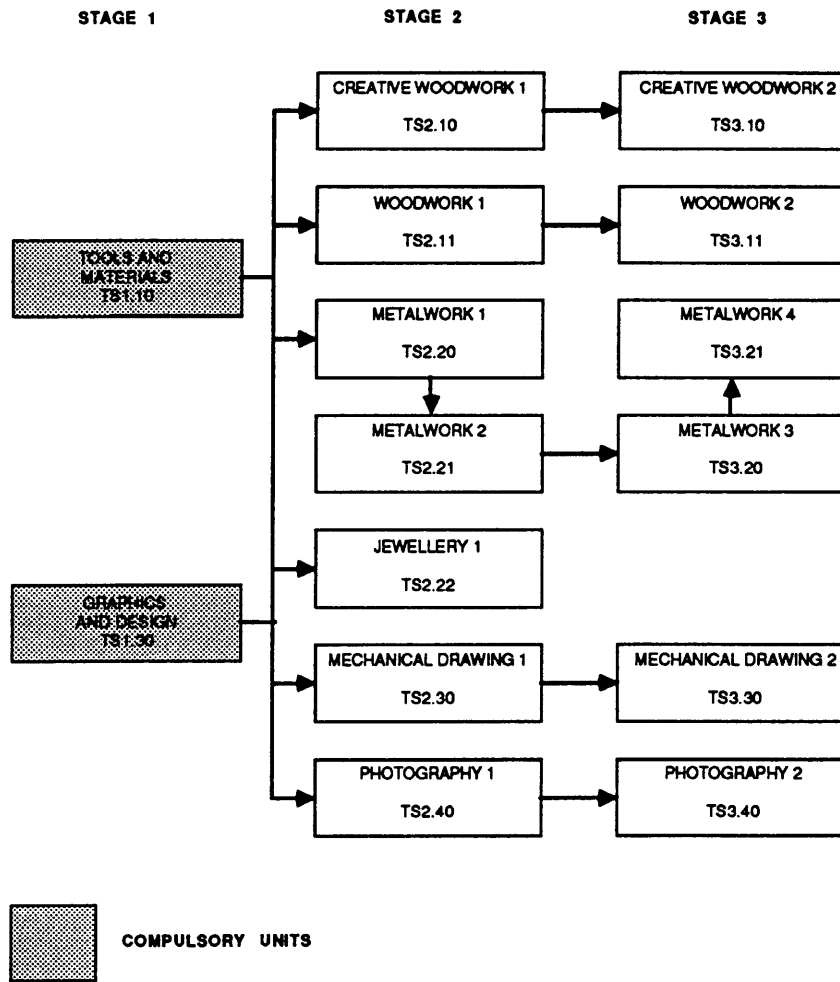 STAGE 1
STAGE 2
STAGE 3
CREATIVE WOODWORK 1
TS2.10
CREATIVE WOODWORK 2
TS3.10
WOODWORK 1
TS2.11
WOODWORK 2
TS3.11
TOOLS AND
MATERIALS
TS1.10
METALWORK 1
TS2.20
METALWORK 4
TS3.21
METALWORK 2
TS2.21
METALWORK 3
TS3.20
JEWELLERY 1
TS2.22
GRAPHICS
AND DESIGN
TS1.30
MECHANICAL DRAWING 1
TS2.30
MECHANICAL DRAWING 2
TS3.30
PHOTOGRAPHY 1
TS2.40
PHOTOGRAPHY 2
TS3.40
COMPULSORY UNITS